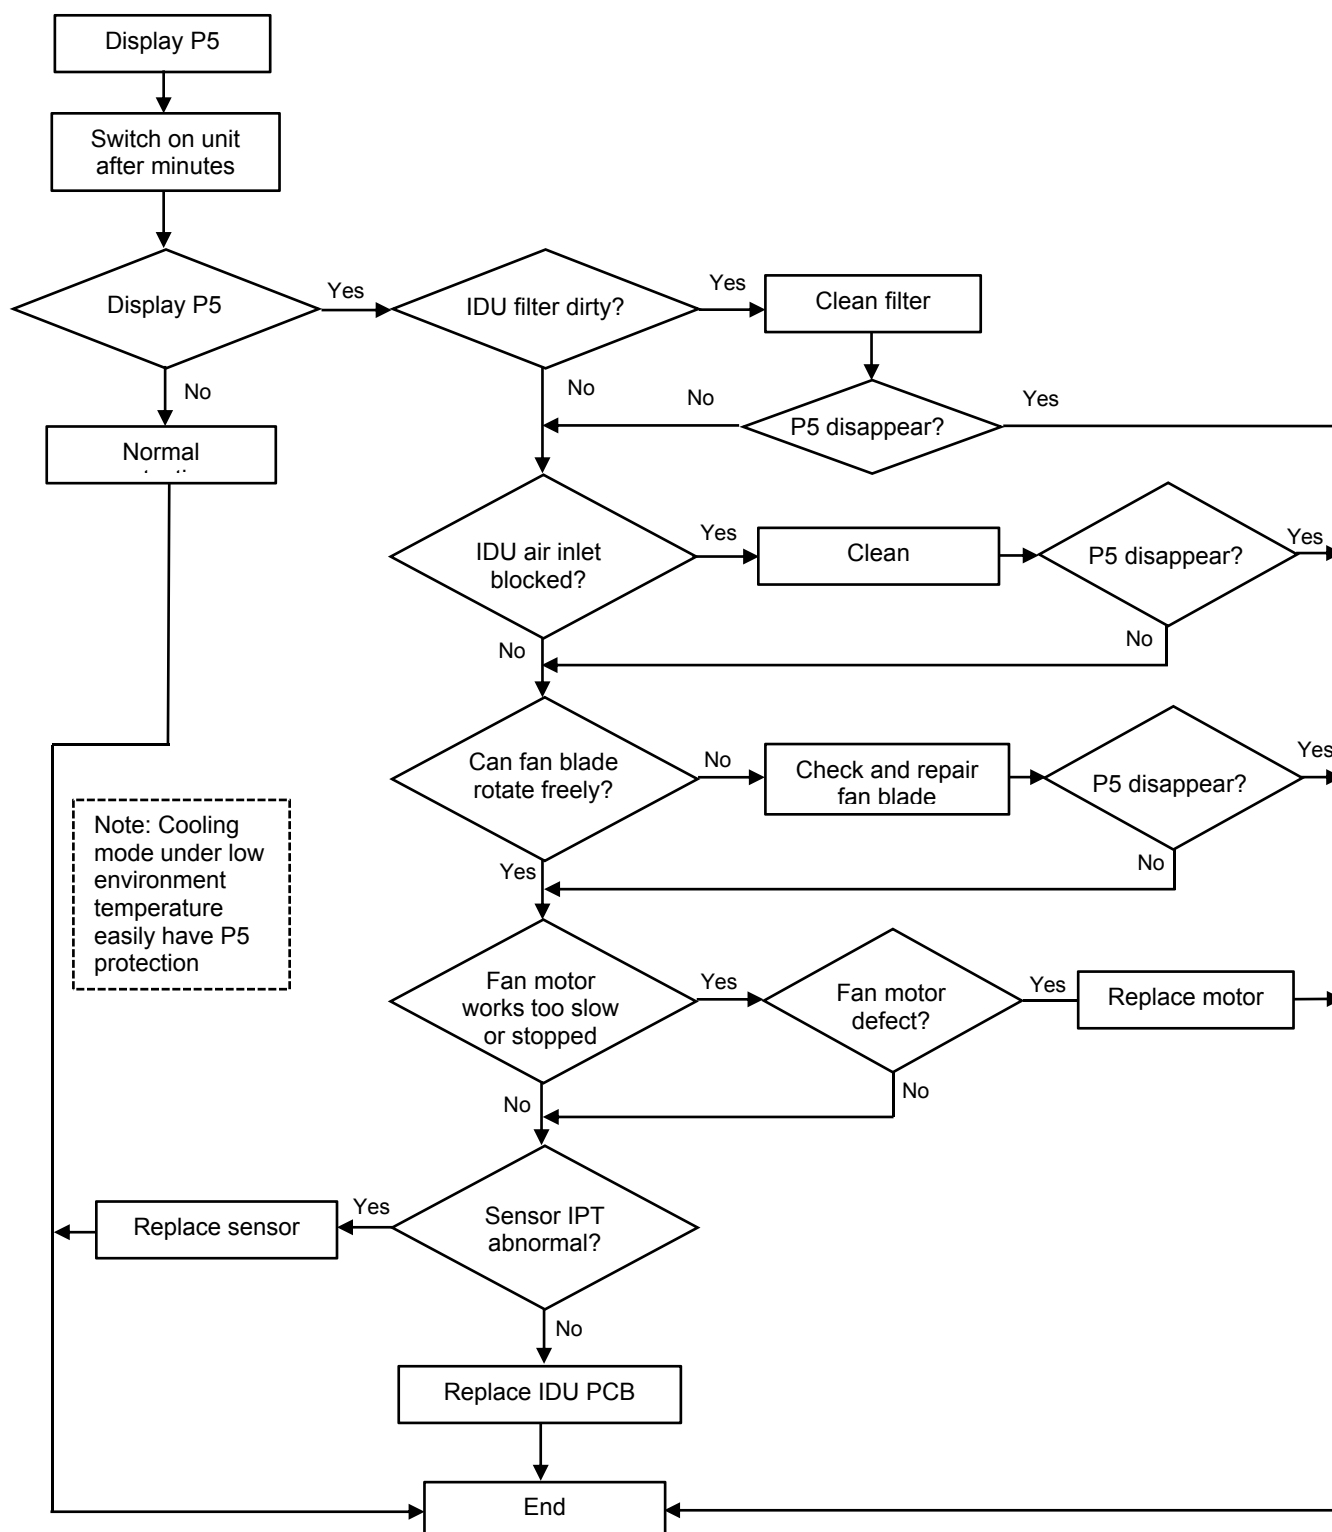 Display P5
Switch on unit
after minutes
Display P5
Yes
IDU filter dirty?
Yes
Clean filter
No
No
No
Yes
P5 disappear?
Normal
IDU air inlet
blocked?
Yes
Clean
P5 disappear?
Yes
No
No
Can fan blade
rotate freely?
No
Check and repair
fan blade
P5 disappear?
Yes
Yes
No
Note: Cooling
mode under low
environment
temperature
easily have P5
protection
Fan motor
works too slow
or stopped
Yes
Fan motor
defect?
Yes
Replace motor
No
No
Sensor IPT
abnormal?
Yes
Replace sensor
No
Replace IDU PCB
End